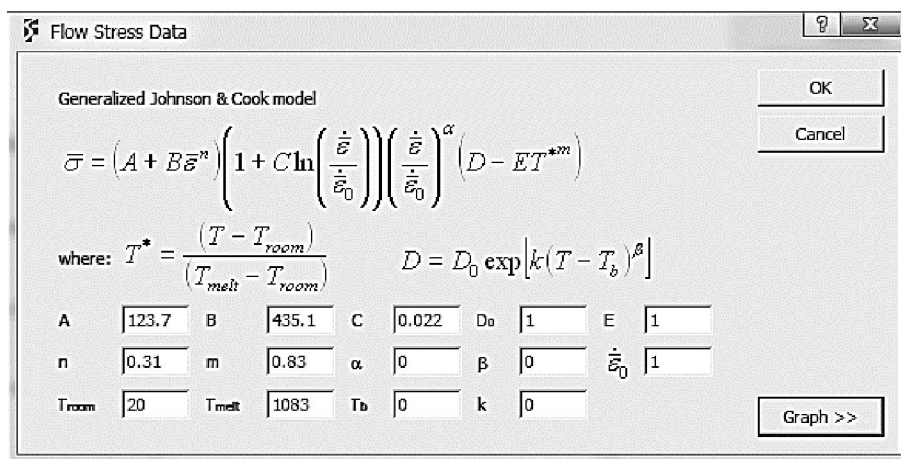 Flow Stress Data
Generalized Johnson & Cook model
OK
Cancel
σ̅ = (A + Bε̅ⁿ)(1 + C ln(ε̅̇ / ε̅̇₀))(ε̅̇ / ε̅̇₀)^α (D − ET*ᵐ)
where: T* = (T − T_room) / (T_melt − T_room)   D = D₀ exp[k(T − T_b)^β]
A 123.7 B 435.1 C 0.022 D₀ 1 E 1
n 0.31 m 0.83 α 0 β 0 ε̅̇₀ 1
Troom 20 Tmelt 1083 Tb 0 k 0
Graph >>